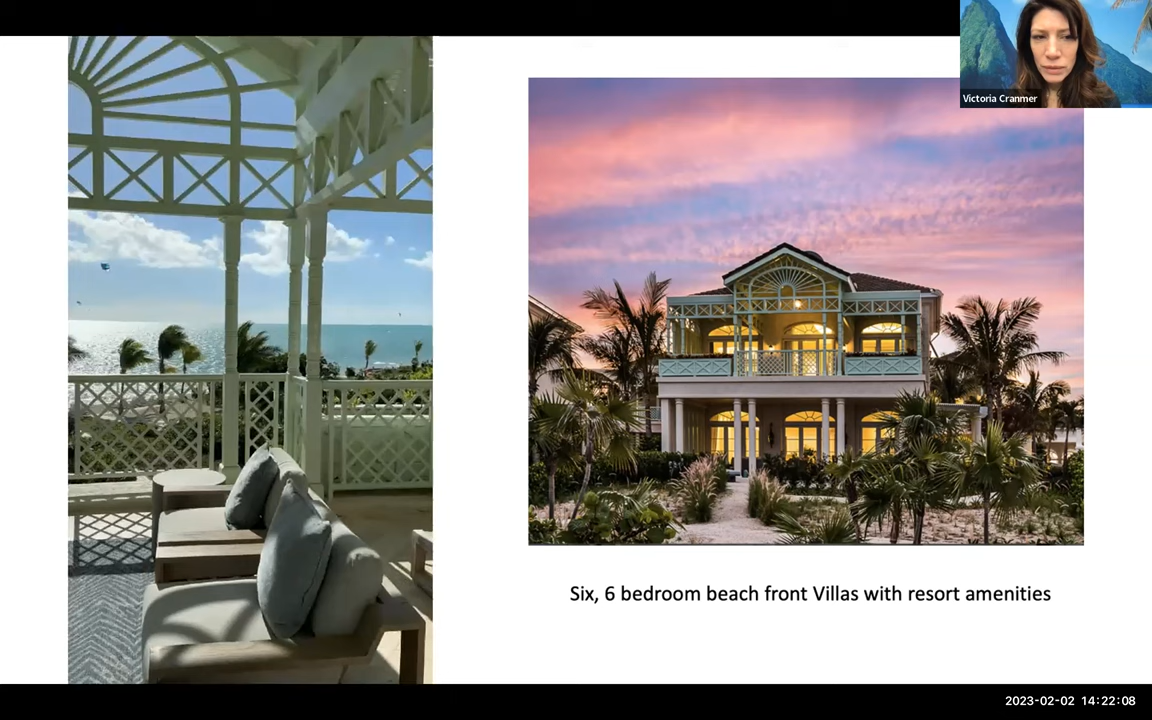 Victoria Cranmer
Six, 6 bedroom beach front Villas with resort amenities
2023-02-02 14:22:08